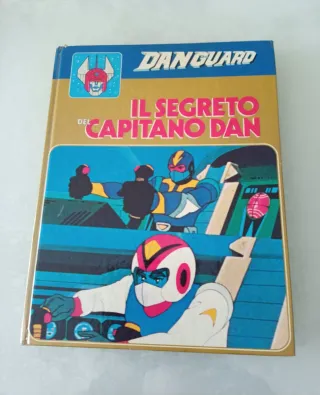 DANGUARD
IL SEGRETO
DEL CAPITANO DAN